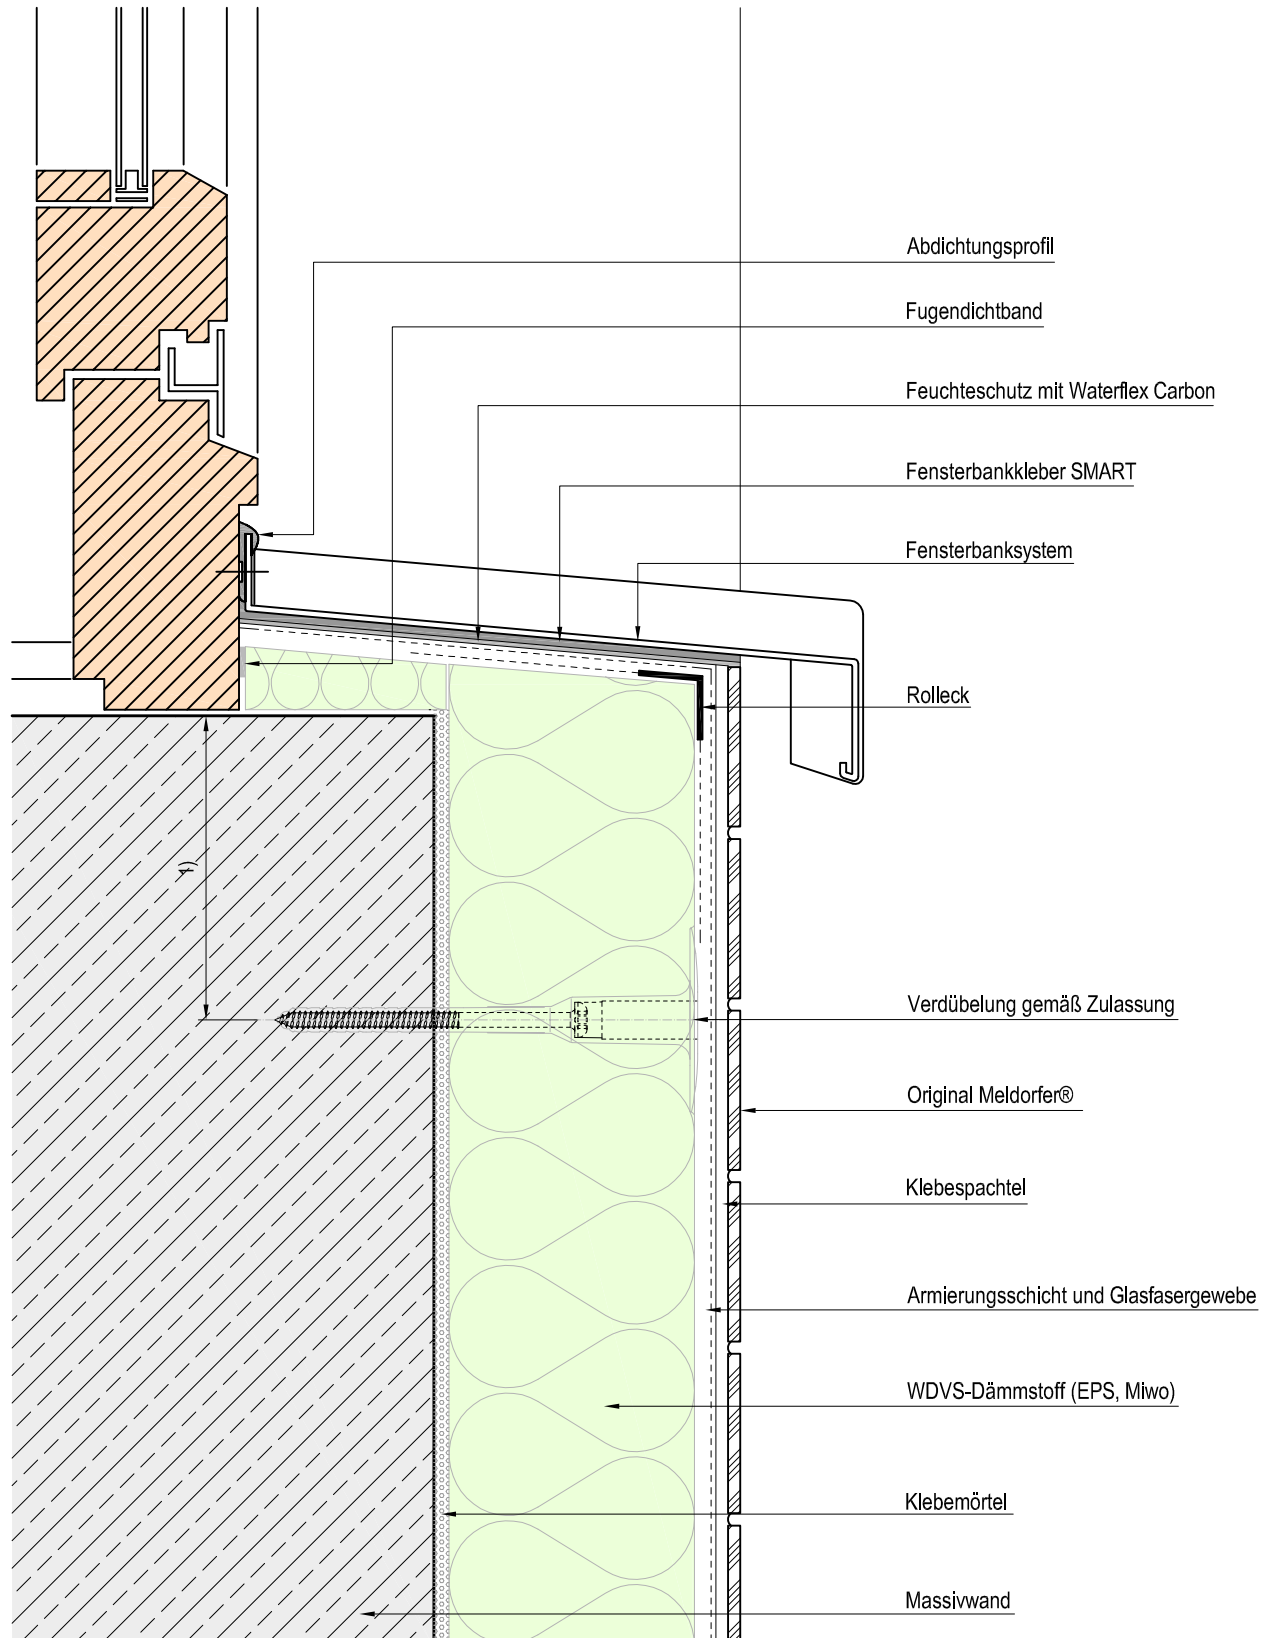 Abdichtungsprofil
Fugendichtband
Feuchteschutz mit Waterflex Carbon
Fensterbankkleber SMART
Fensterbanksystem
Rolleck
1)
Verdübelung gemäß Zulassung
Original Meldorfer®
Klebespachtel
Armierungsschicht und Glasfasergewebe
WDVS-Dämmstoff (EPS, Miwo)
Klebemörtel
Massivwand